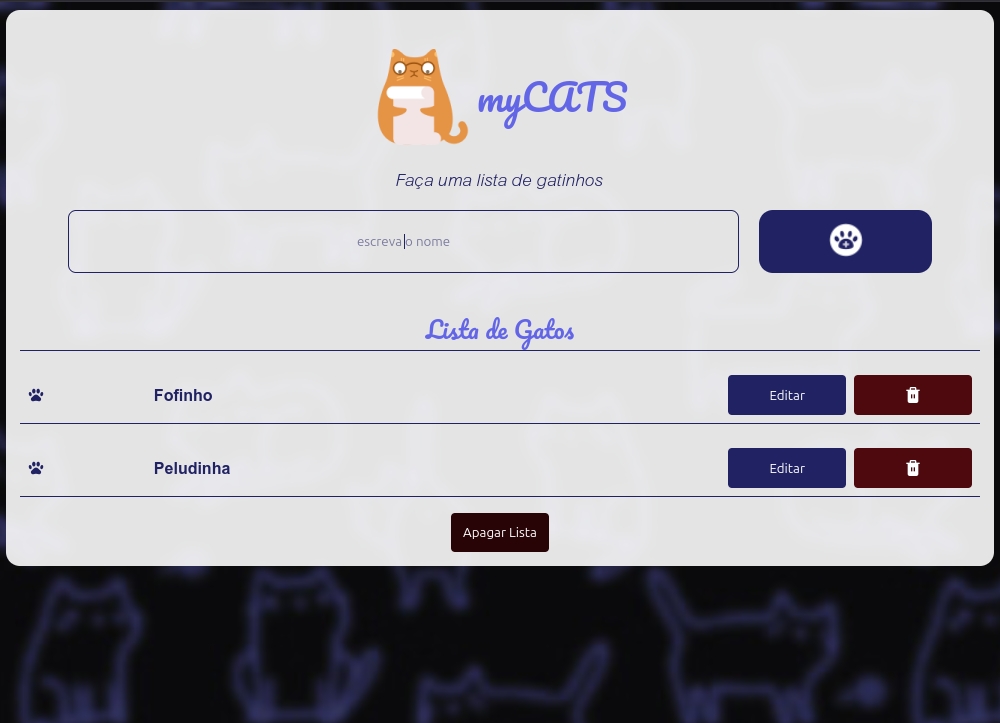 myCATS
Faça uma lista de gatinhos
escreva o nome
Lista de Gatos
Fofinho
Editar
Peludinha
Editar
Apagar Lista